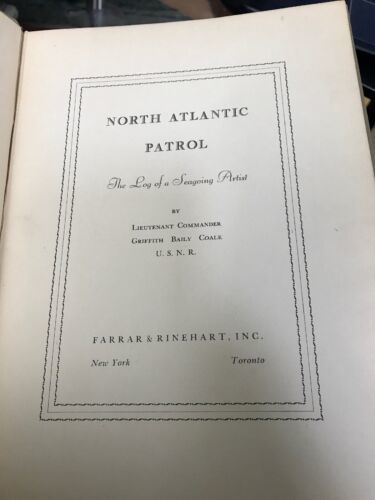 NORTH ATLANTIC
PATROL
The Log of a Seagoing Artist
BY
LIEUTENANT COMMANDER
GRIFFITH BAILY COALE
U. S. N. R.
FARRAR & RINEHART, INC.
New York Toronto